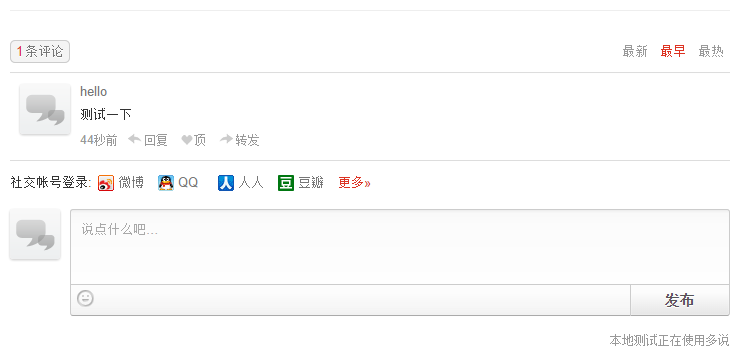 1条评论 最新 最早 最热
hello
测试一下
44秒前 回复 顶 转发
社交帐号登录: 微博 QQ 人人 豆瓣 更多»
说点什么吧...
发布
本地测试正在使用多说